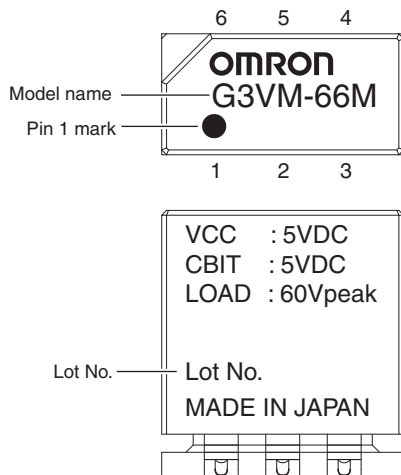 6 5 4
OMRON
Model name G3VM-66M
Pin 1 mark
1 2 3
VCC : 5VDC
CBIT : 5VDC
LOAD : 60Vpeak
Lot No. Lot No.
MADE IN JAPAN